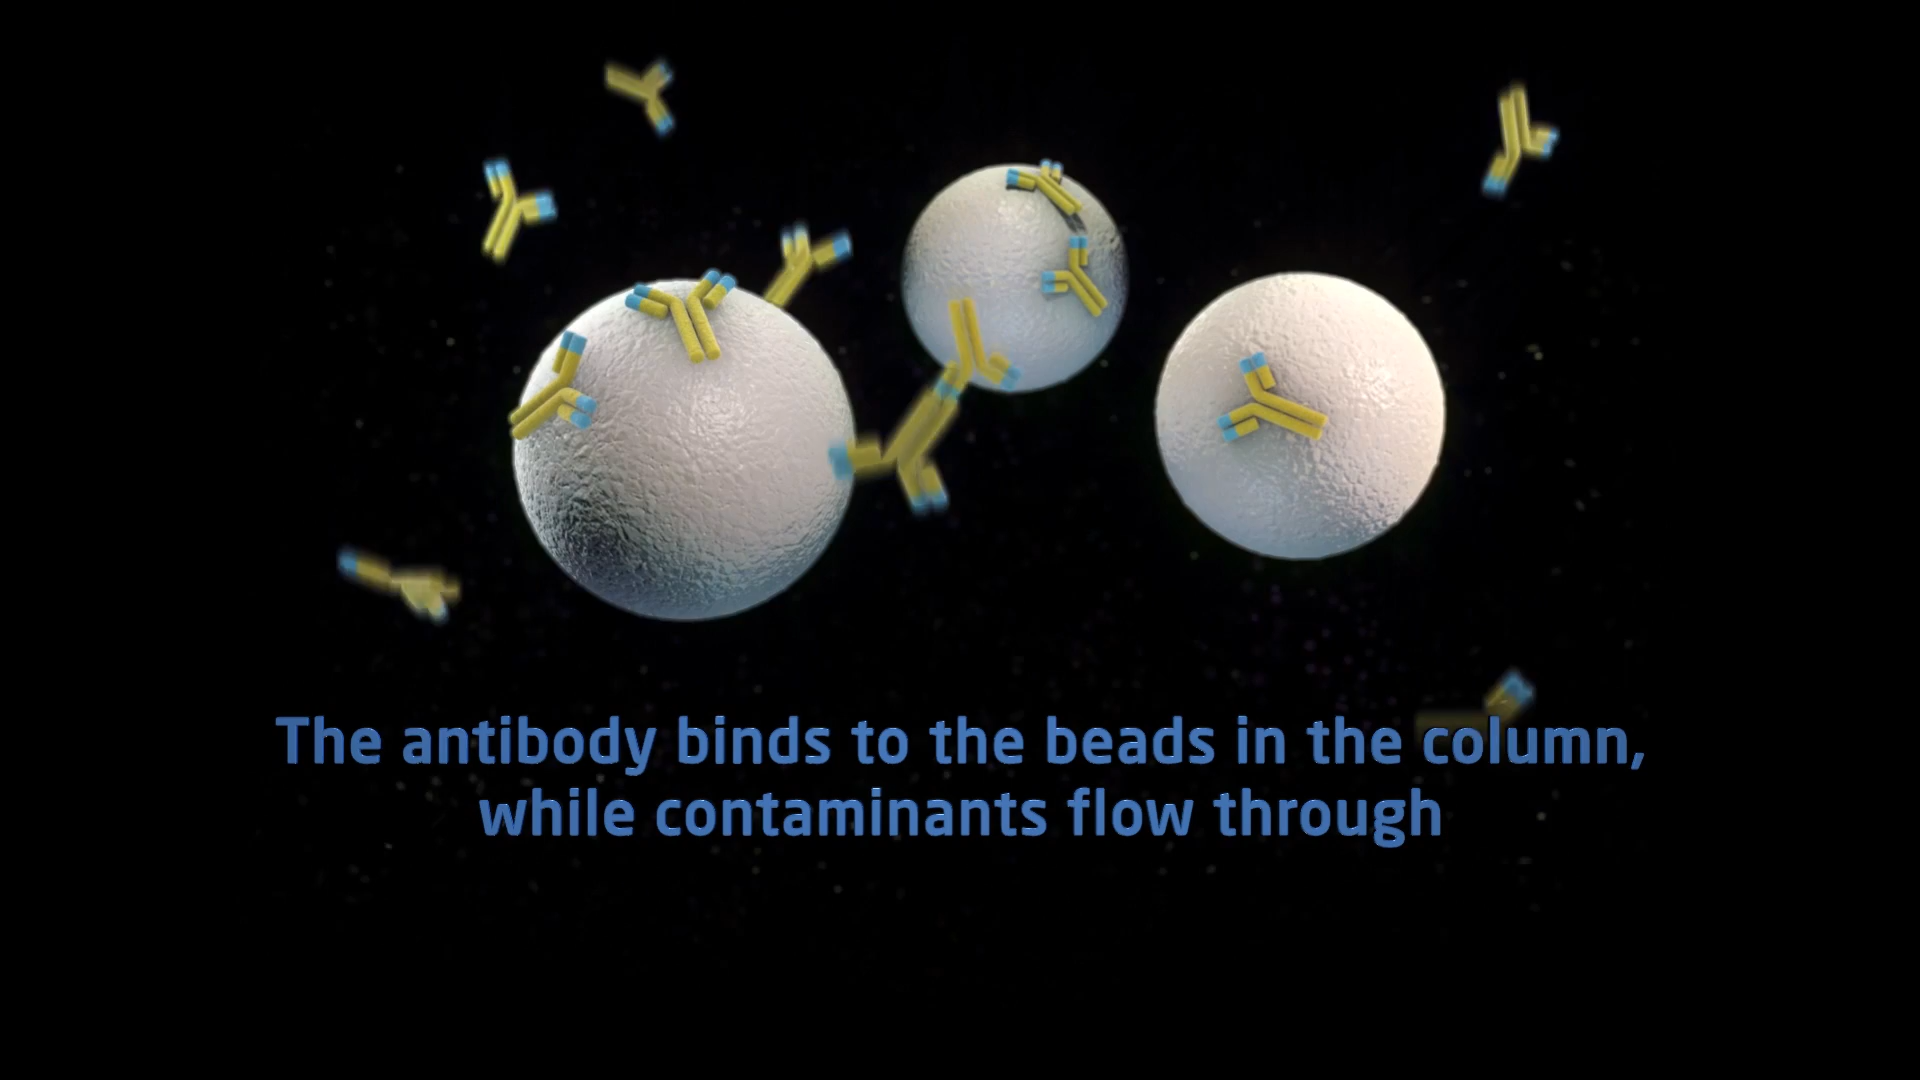 The antibody binds to the beads in the column,
while contaminants flow through